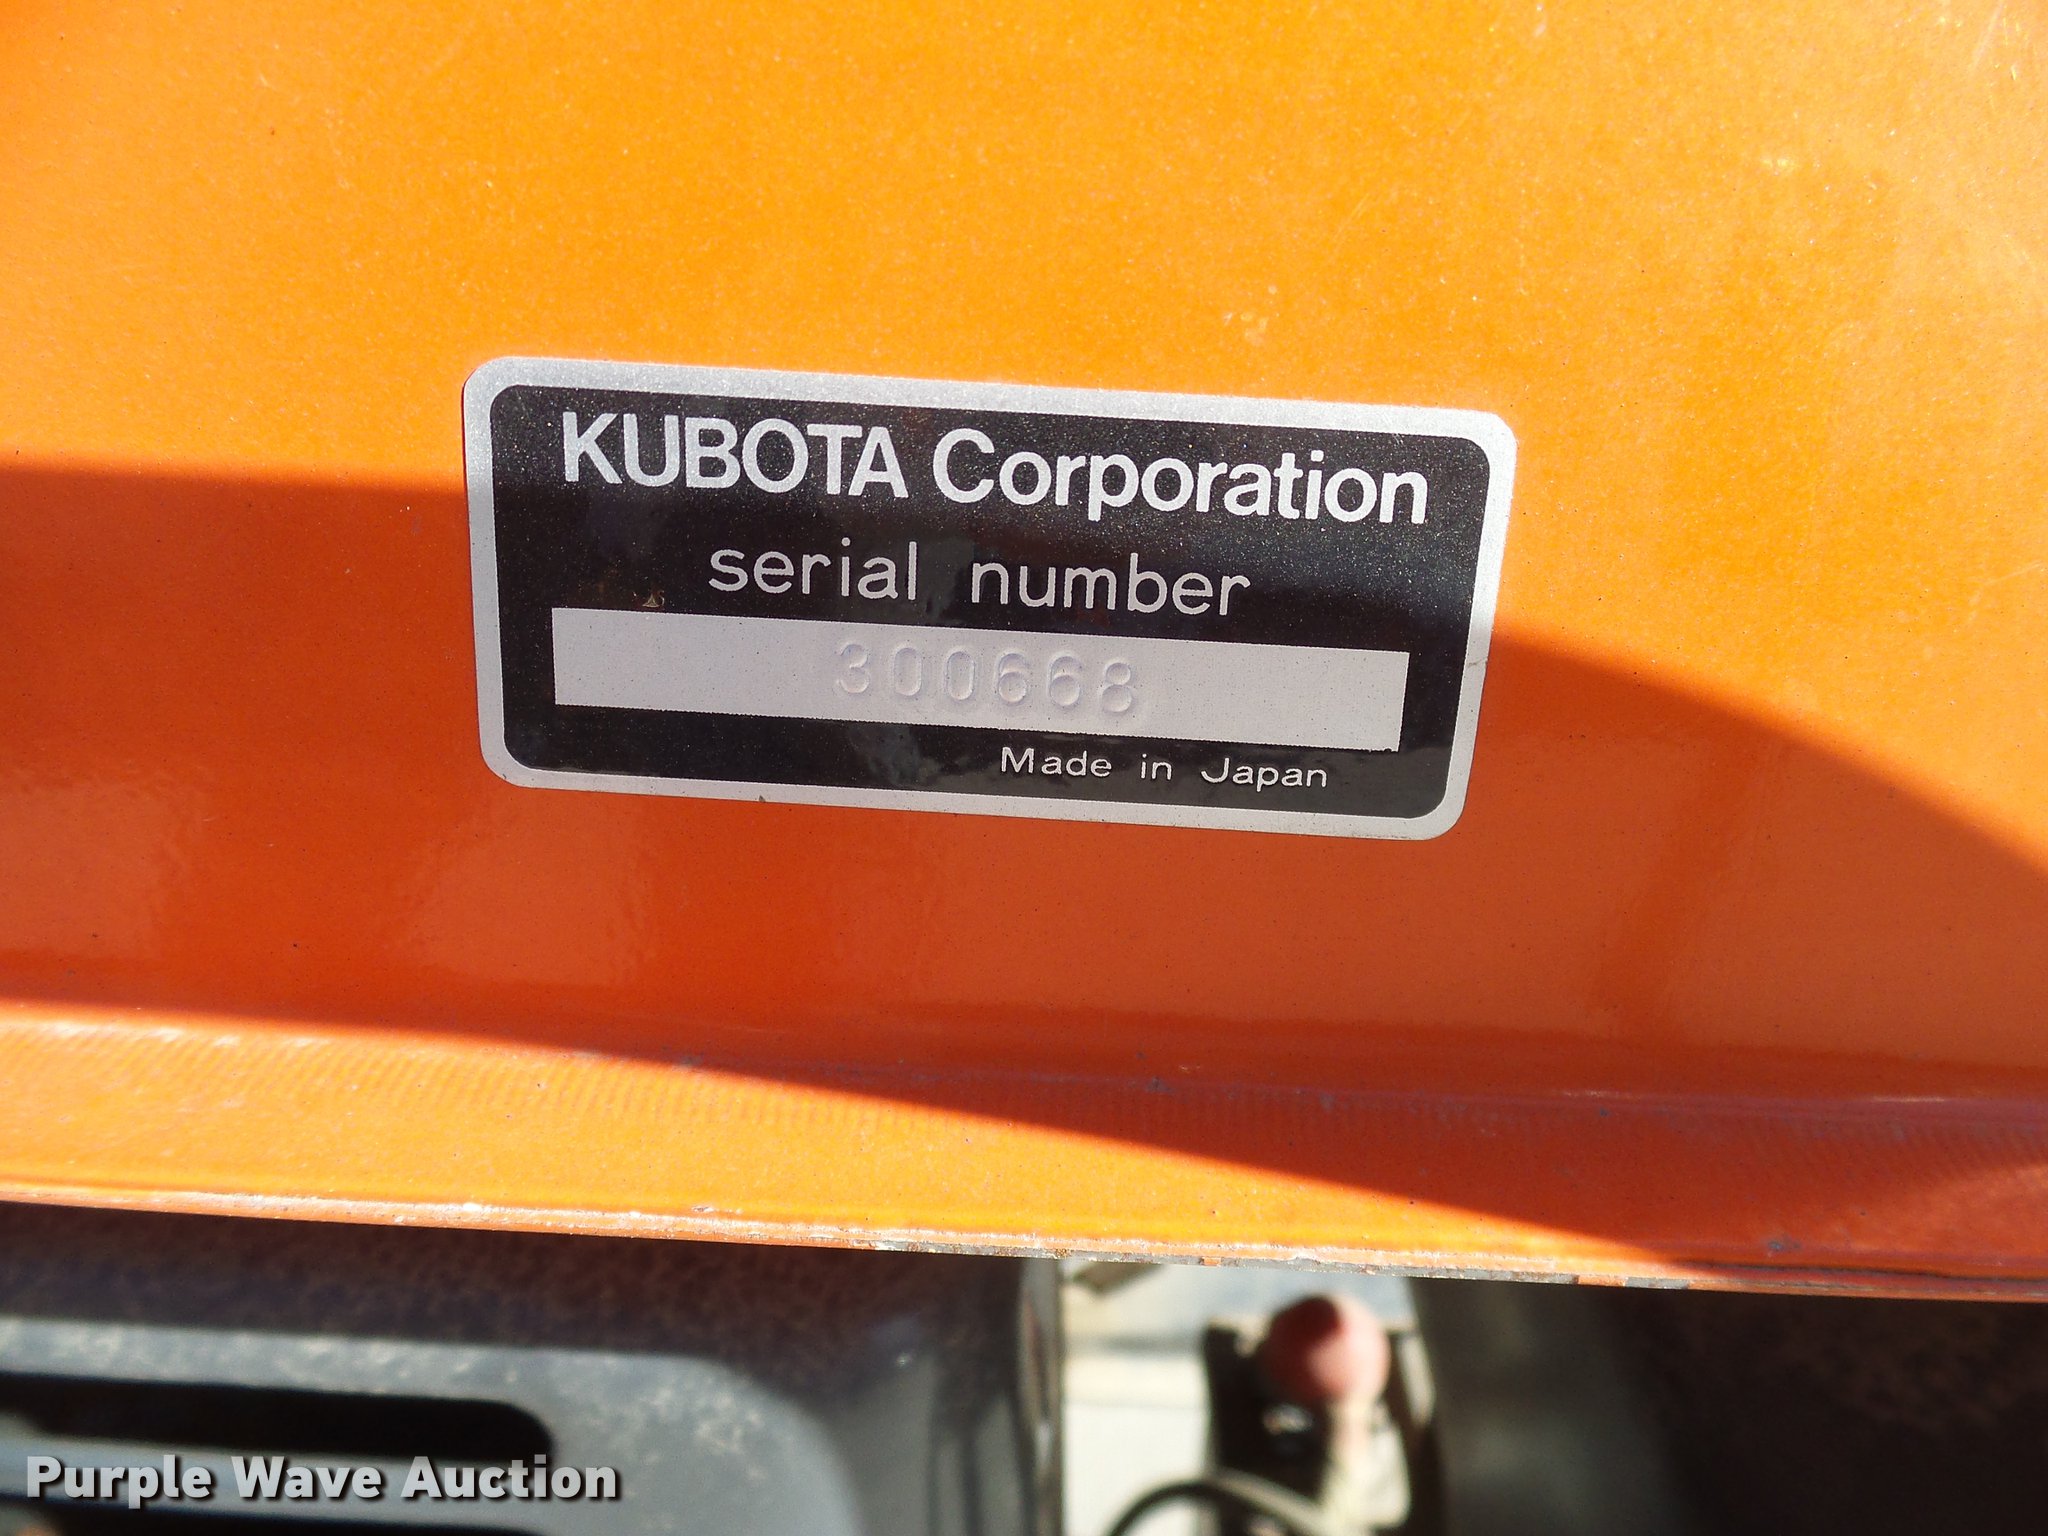 KUBOTA Corporation
serial number
300668
Made in Japan
Purple Wave Auction